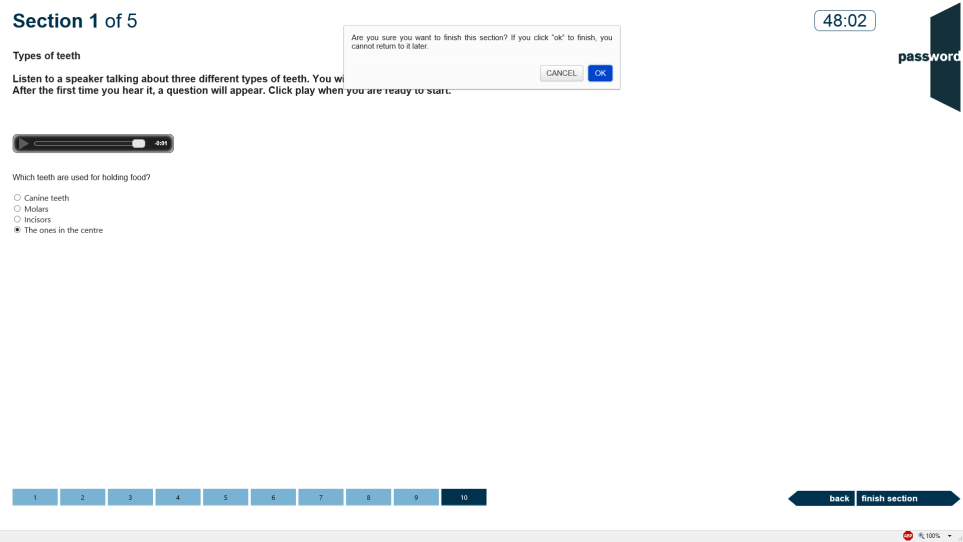 Section 1 of 5
Are you sure you want to finish this section? If you click "ok" to finish, you
cannot return to it later.
CANCEL OK
48:02
password
Types of teeth
Listen to a speaker talking about three different types of teeth. You wi
After the first time you hear it, a question will appear. Click play when you are ready to start.
-0:01
Which teeth are used for holding food?
Canine teeth
Molars
Incisors
The ones in the centre
1 2 3 4 5 6 7 8 9 10
back finish section
ABP 100%